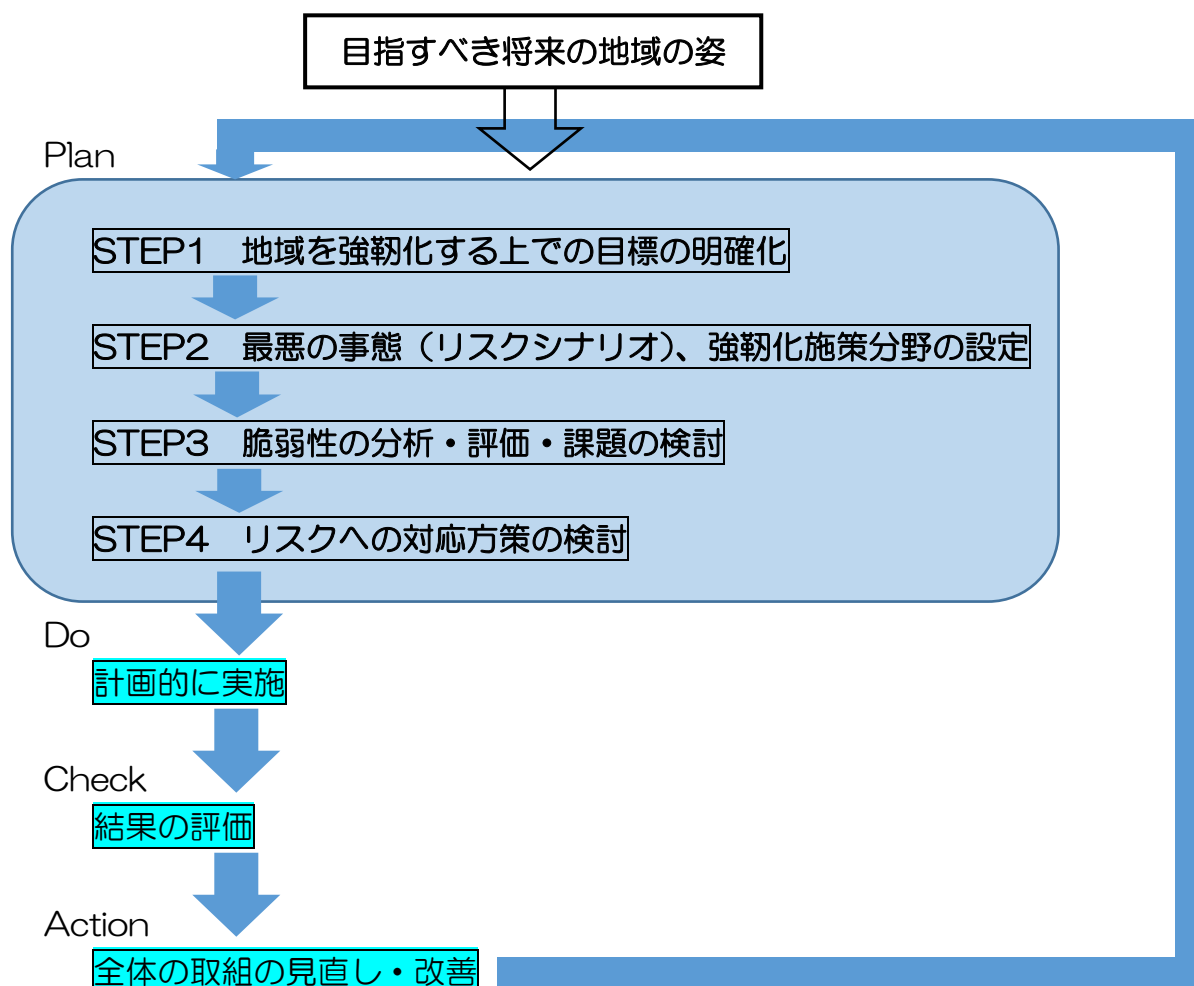 目指すべき将来の地域の姿
Plan
STEP1　地域を強靭化する上での目標の明確化
STEP2　最悪の事態（リスクシナリオ）、強靭化施策分野の設定
STEP3　脆弱性の分析・評価・課題の検討
STEP4　リスクへの対応方策の検討
Do
計画的に実施
Check
結果の評価
Action
全体の取組の見直し・改善